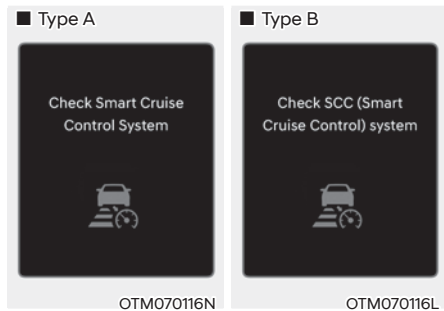 ■ Type A
Check Smart Cruise
Control System
OTM070116N
■ Type B
Check SCC (Smart
Cruise Control) system
OTM070116L